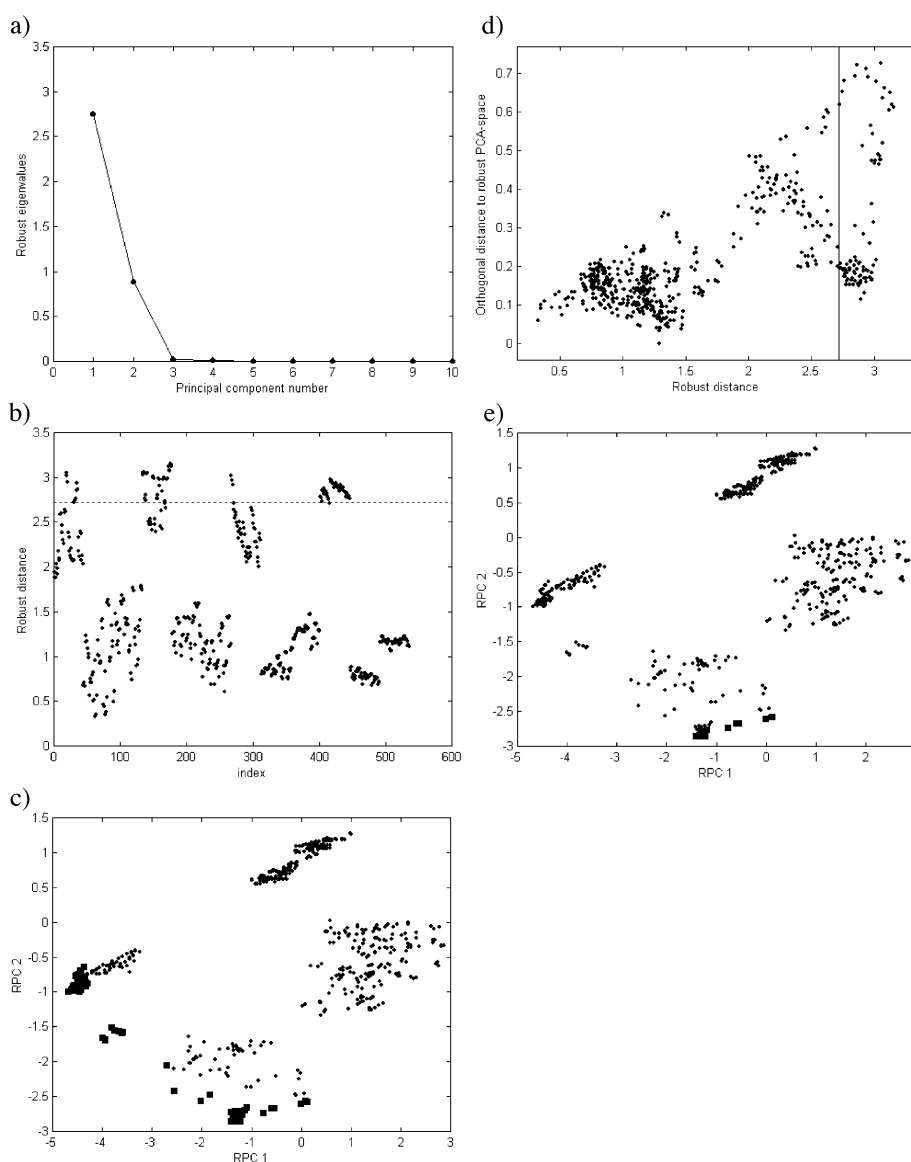 a)
3.5
3
2.5
2
1.5
1
0.5
0
Robust eigenvalues
0 1 2 3 4 5 6 7 8 9 10
Principal component number
d)
0.7
0.6
0.5
0.4
0.3
0.2
0.1
0
Orthogonal distance to robust PCA-space
0.5 1 1.5 2 2.5 3
Robust distance
b)
3.5
3
2.5
2
1.5
1
0.5
0
Robust distance
0 100 200 300 400 500 600
index
e)
1.5
1
0.5
0
-0.5
-1
-1.5
-2
-2.5
-3
RPC 2
-5 -4 -3 -2 -1 0 1 2
RPC 1
c)
1.5
1
0.5
0
-0.5
-1
-1.5
-2
-2.5
-3
RPC 2
-5 -4 -3 -2 -1 0 1 2 3
RPC 1